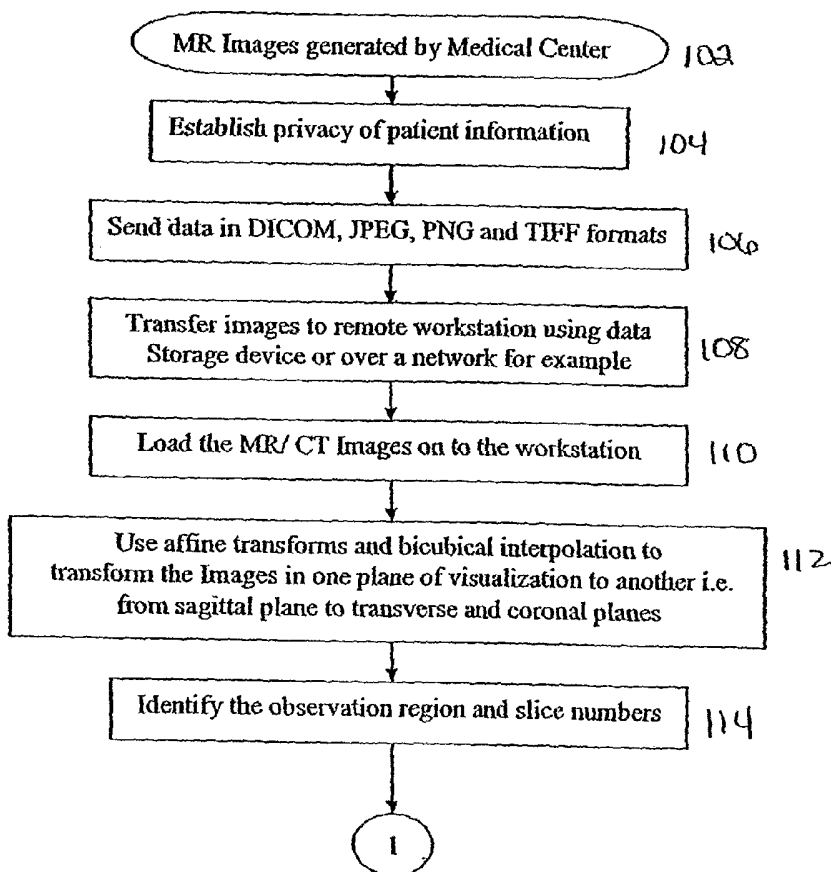 MR Images generated by Medical Center
102
Establish privacy of patient information
104
Send data in DICOM, JPEG, PNG and TIFF formats
106
Transfer images to remote workstation using data
Storage device or over a network for example
108
Load the MR/ CT Images on to the workstation
110
Use affine transforms and bicubical interpolation to
transform the Images in one plane of visualization to another i.e.
from sagittal plane to transverse and coronal planes
112
Identify the observation region and slice numbers
114
1